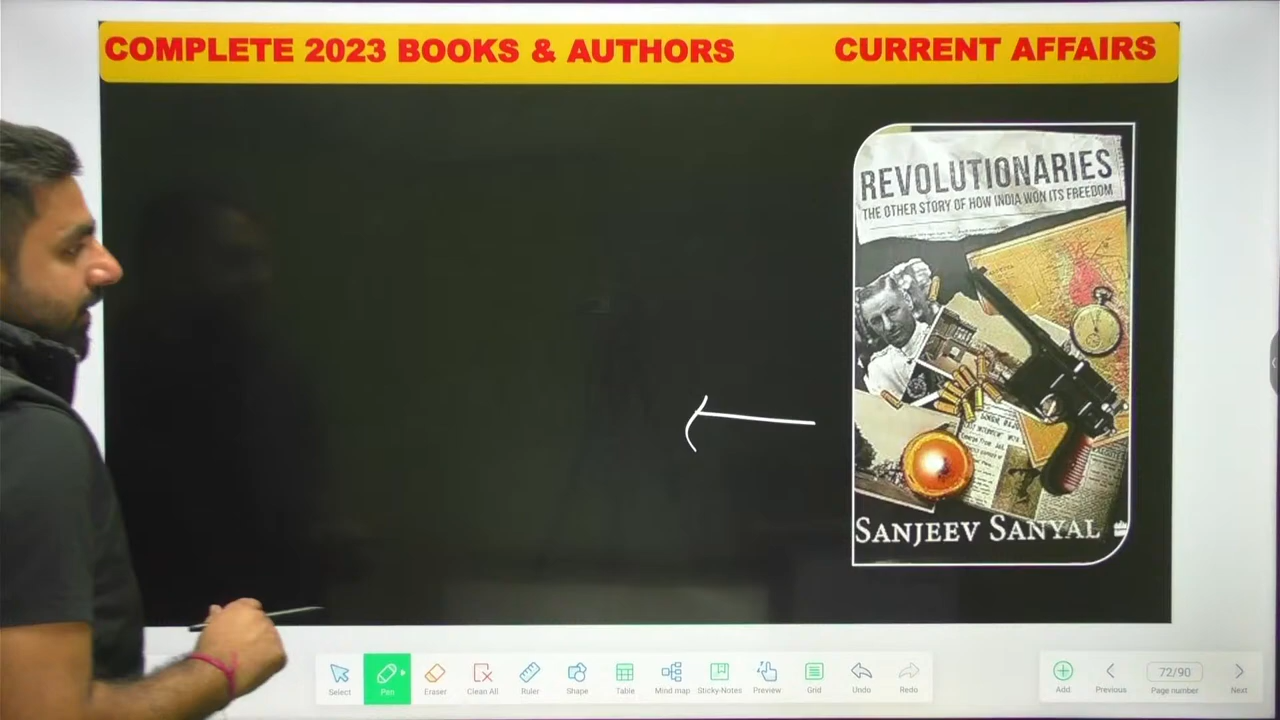 COMPLETE 2023 BOOKS & AUTHORS CURRENT AFFAIRS
REVOLUTIONARIES
THE OTHER STORY OF HOW INDIA WON ITS FREEDOM
SANJEEV SANYAL
Select Pen Eraser Clean All Ruler Shape Table Mind map Sticky-Notes Preview Grid Undo Redo
72/90
Add Previous Page number Next